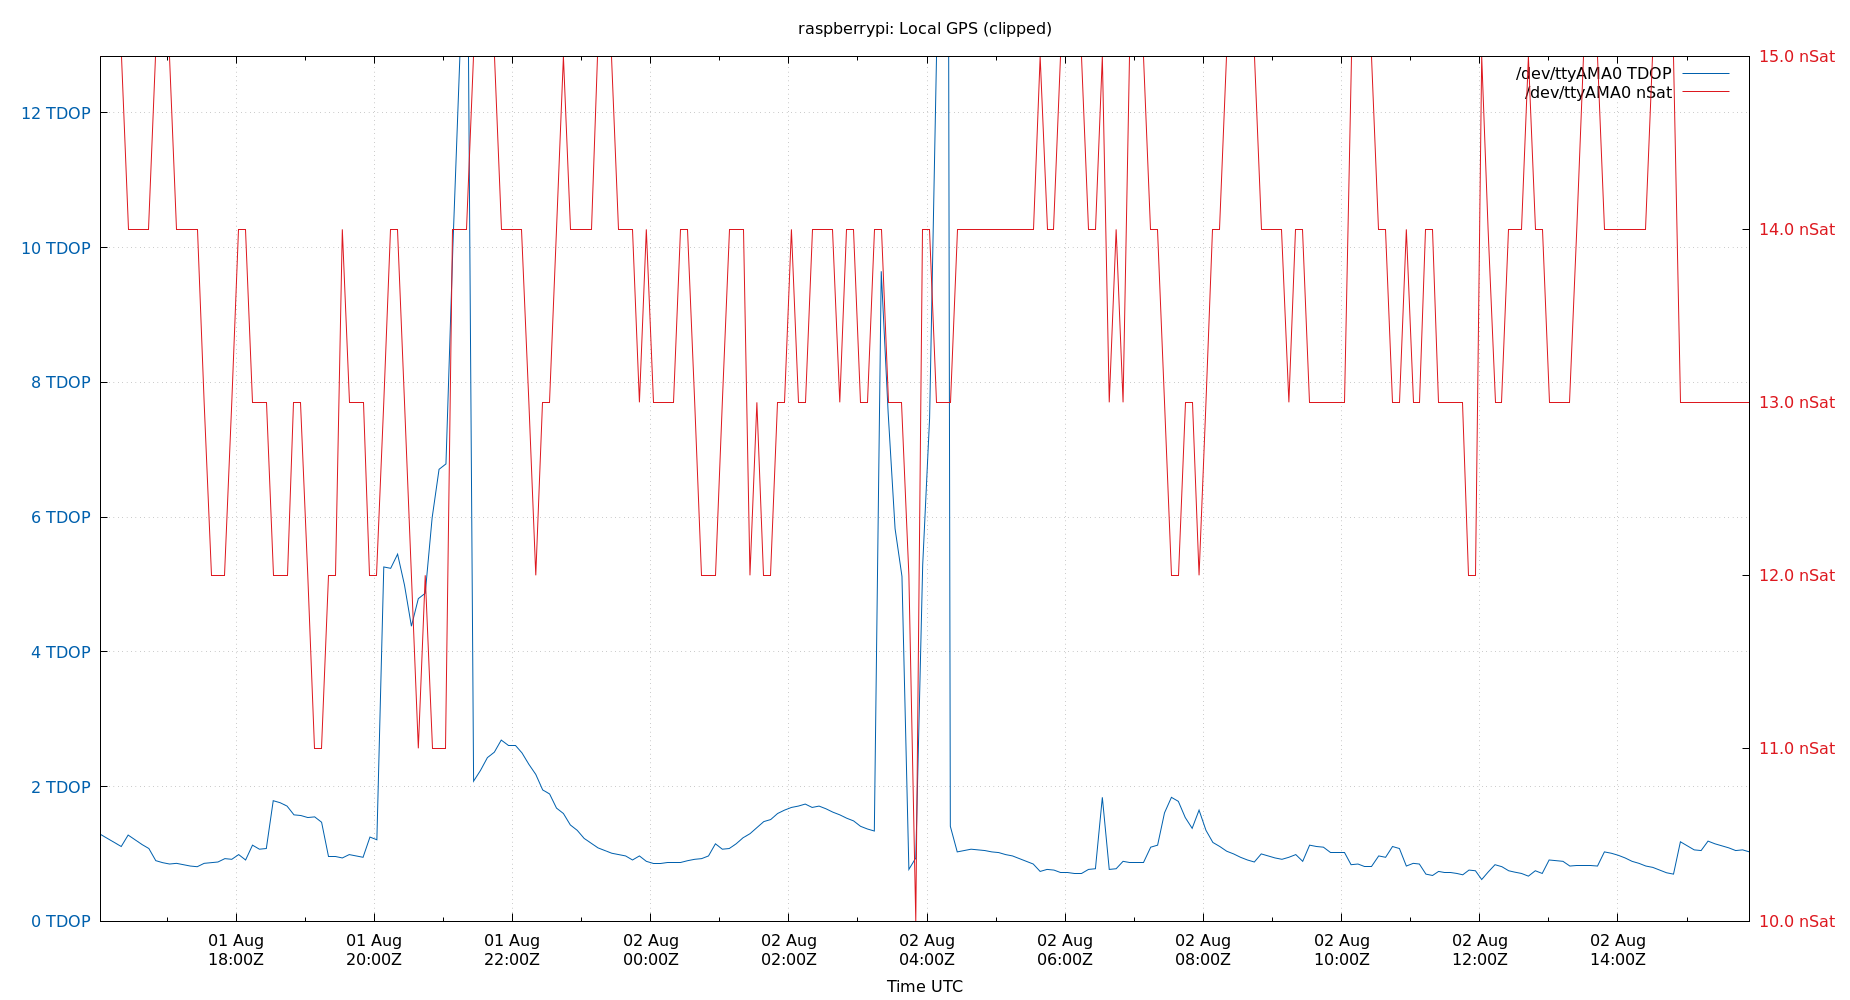 raspberrypi: Local GPS (clipped)
/dev/ttyAMA0 TDOP
/dev/ttyAMA0 nSat
12 TDOP
10 TDOP
8 TDOP
6 TDOP
4 TDOP
2 TDOP
0 TDOP
15.0 nSat
14.0 nSat
13.0 nSat
12.0 nSat
11.0 nSat
10.0 nSat
01 Aug
18:00Z
01 Aug
20:00Z
01 Aug
22:00Z
02 Aug
00:00Z
02 Aug
02:00Z
02 Aug
04:00Z
02 Aug
06:00Z
02 Aug
08:00Z
02 Aug
10:00Z
02 Aug
12:00Z
02 Aug
14:00Z
Time UTC